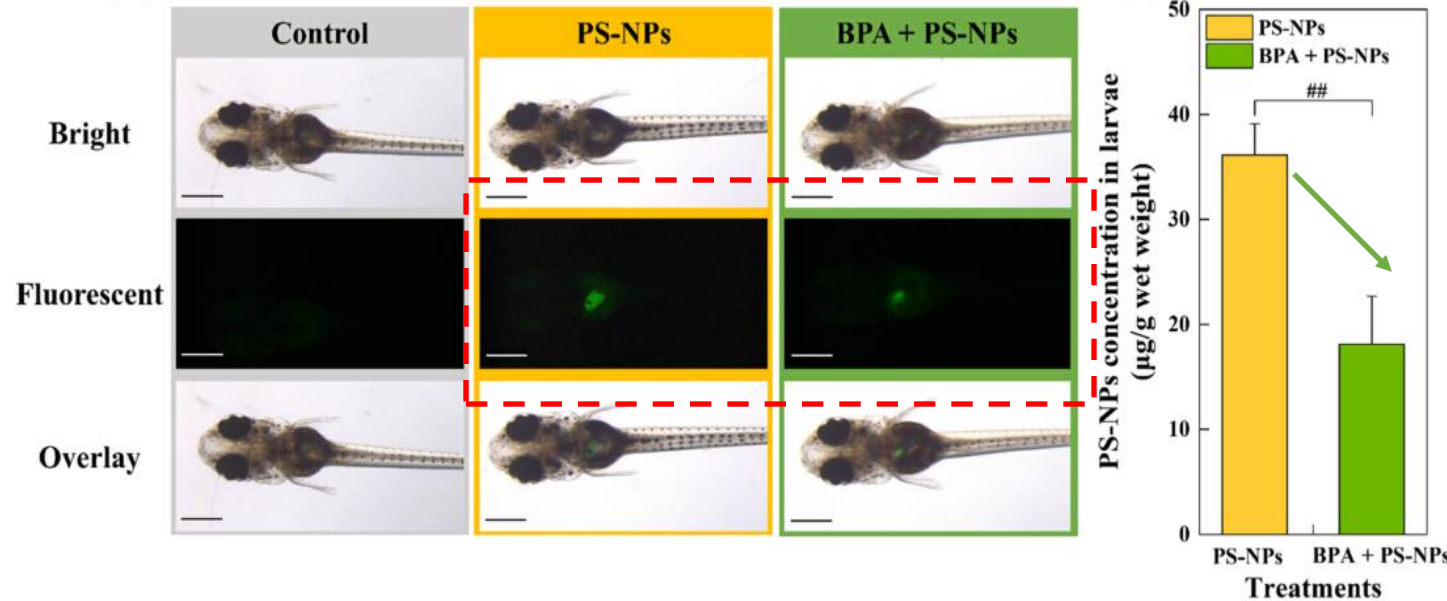 Control
PS-NPs
BPA + PS-NPs
Bright
Fluorescent
Overlay
PS-NPs concentration in larvae
(µg/g wet weight)
50
40
30
20
10
0
PS-NPs
BPA + PS-NPs
##
PS-NPs
BPA + PS-NPs
Treatments